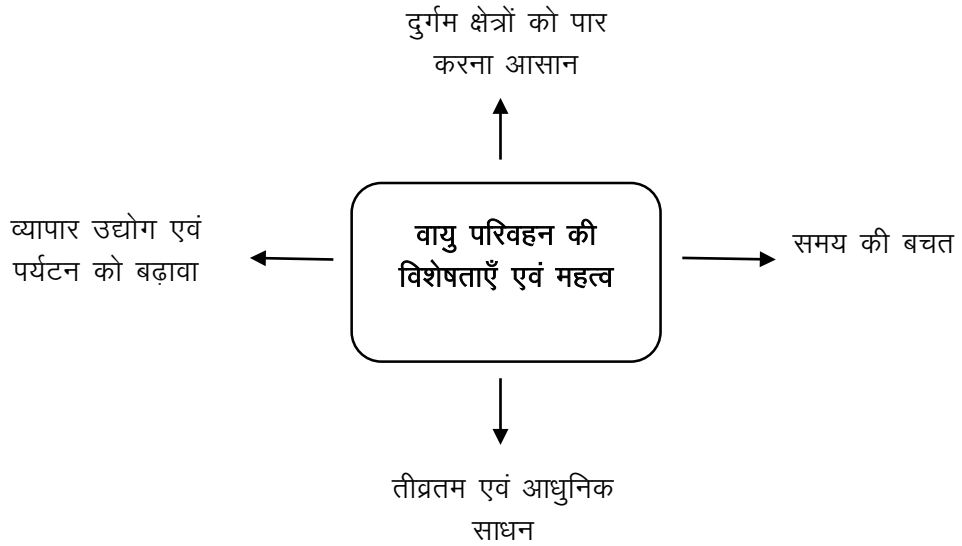 दुर्गम क्षेत्रों को पार
करना आसान
व्यापार उद्योग एवं
पर्यटन को बढ़ावा
वायु परिवहन की
विशेषताएँ एवं महत्व
समय की बचत
तीव्रतम एवं आधुनिक
साधन